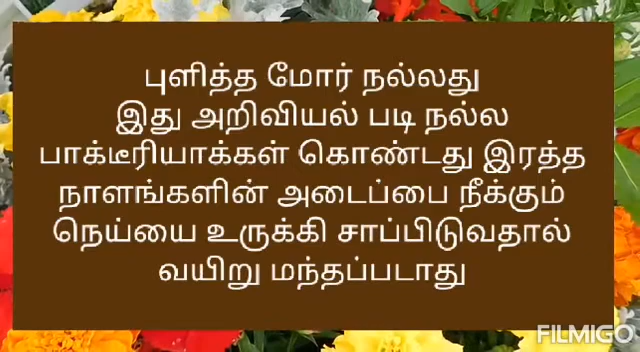 புளித்த மோர் நல்லது
இது அறிவியல் படி நல்ல
பாக்டீரியாக்கள் கொண்டது இரத்த
நாளங்களின் அடைப்பை நீக்கும்
நெய்யை உருக்கி சாப்பிடுவதால்
வயிறு மந்தப்படாது
FILMIGO